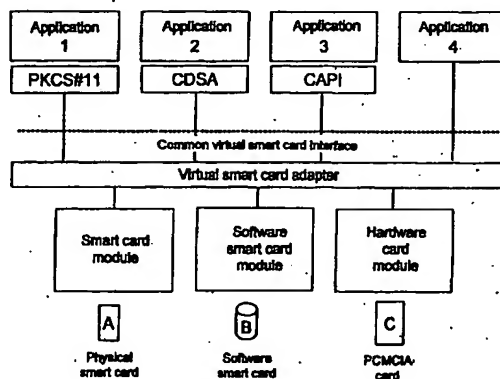 Application
1
Application
2
Application
3
Application
4
PKCS#11
CDSA
CAPI
Common virtual smart card interface
Virtual smart card adapter
Smart card
module
Software
smart card
module
Hardware
card
module
A
B
C
Physical
smart card
Software
smart card
PCMCIA
card